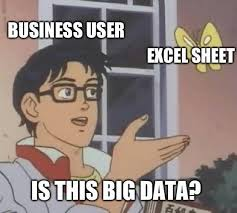 BUSINESS USER
EXCEL SHEET
IS THIS BIG DATA?